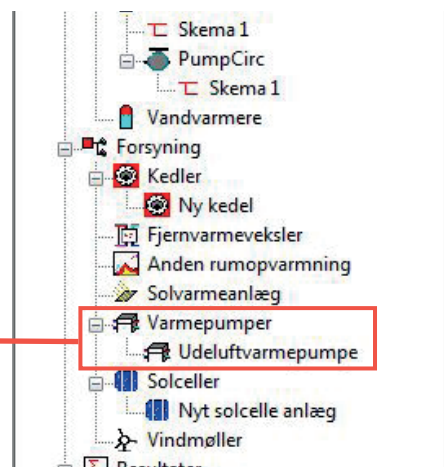 Skema 1
PumpCirc
Skema 1
Vandvarmere
Forsyning
Kedler
Ny kedel
Fjernvarmeveksler
Anden rumopvarmning
Solvarmeanlæg
Varmepumper
Udeluftvarmepumpe
Solceller
Nyt solcelle anlæg
Vindmøller